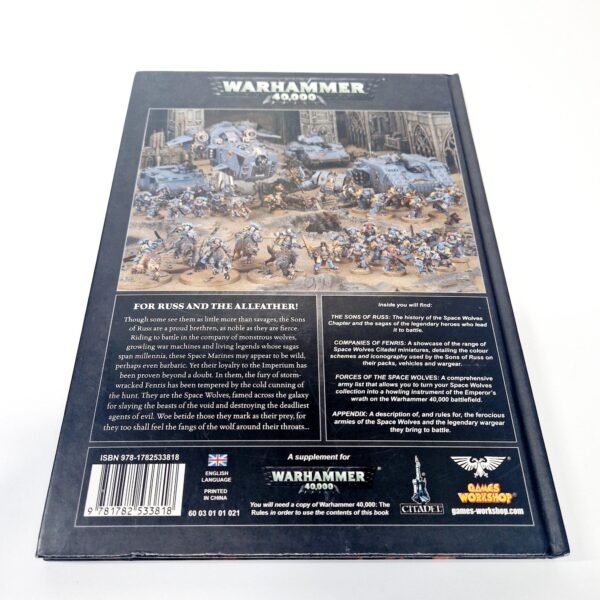 WARHAMMER
40,000
FOR RUSS AND THE ALLFATHER!
Though some see them as little more than savages, the Sons
of Russ are a proud brethren, as noble as they are fierce.
Riding to battle in the company of monstrous wolves,
growling war machines and living legends whose sagas
span millennia, these Space Marines may appear to be wild,
perhaps even barbaric. Yet their loyalty to the Imperium has
been proven beyond a doubt. In them, the fury of storm-
wracked Fenris has been tempered by the cold cunning of
the hunt. They are the Space Wolves, famed across the galaxy
for slaying the beasts of the void and destroying the deadliest
agents of evil. Woe betide those they mark as their prey, for
they too shall feel the fangs of the wolf around their throats...
Inside you will find:
THE SONS OF RUSS: The history of the Space Wolves
Chapter and the sagas of the legendary heroes who lead
it to battle.
COMPANIES OF FENRIS: A showcase of the range of
Space Wolves Citadel miniatures, detailing the colour
schemes and iconography used by the Sons of Russ on
their packs, vehicles and wargear.
FORCES OF THE SPACE WOLVES: A comprehensive
army list that allows you to turn your Space Wolves
collection into a howling instrument of the Emperor's
wrath on the Warhammer 40,000 battlefield.
APPENDIX: A description of, and rules for, the ferocious
armies of the Space Wolves and the legendary wargear
they bring to battle.
ISBN 978-1782533818
9 781782 533818
ENGLISH
LANGUAGE
PRINTED
IN CHINA
60 03 01 01 021
A supplement for
WARHAMMER
40,000
You will need a copy of Warhammer 40,000: The
Rules in order to use the contents of this book
CITADEL
GAMES
WORKSHOP
games-workshop.com